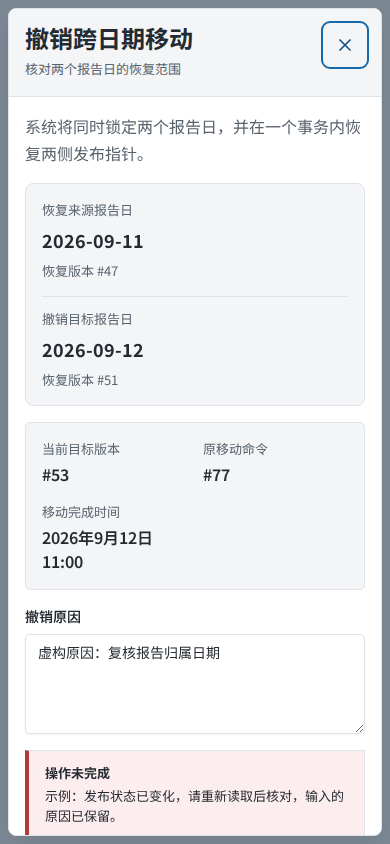 撤销跨日期移动
核对两个报告日的恢复范围
系统将同时锁定两个报告日，并在一个事务内恢
复两侧发布指针。
恢复来源报告日
2026-09-11
恢复版本 #47
撤销目标报告日
2026-09-12
恢复版本 #51
当前目标版本
#53
原移动命令
#77
移动完成时间
2026年9月12日
11:00
撤销原因
虚构原因：复核报告归属日期
操作未完成
示例：发布状态已变化，请重新读取后核对，输入的
原因已保留。